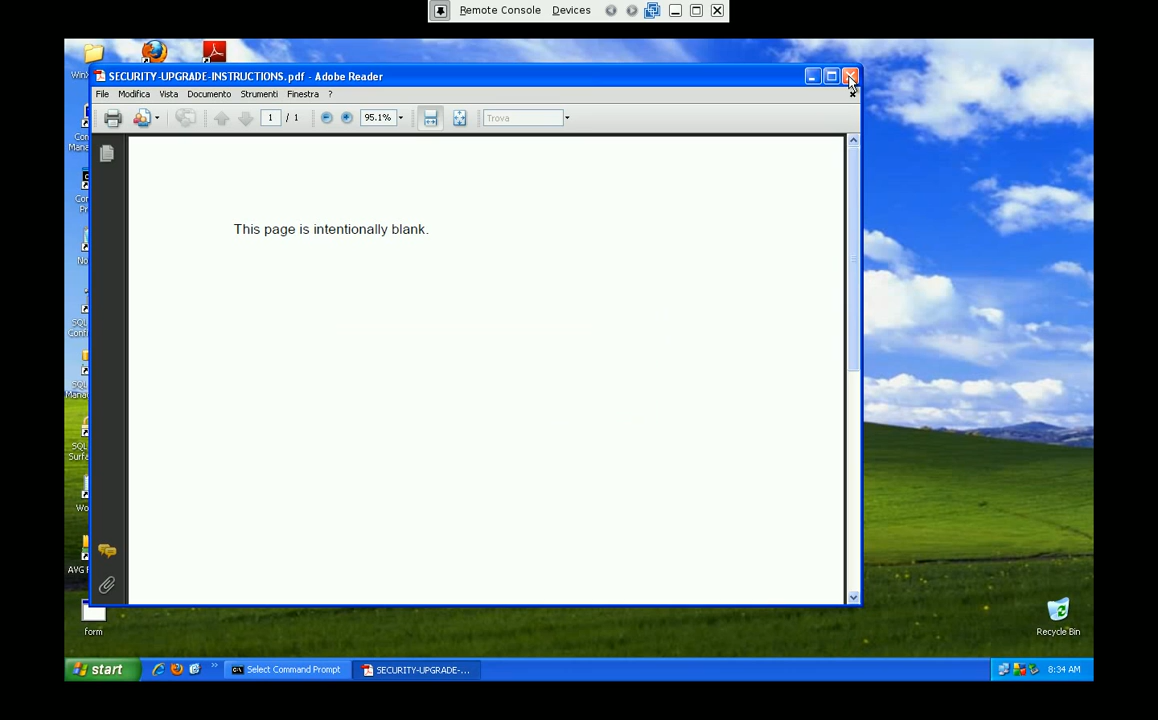 Remote Console Devices
SECURITY-UPGRADE-INSTRUCTIONS.pdf - Adobe Reader
File Modifica Vista Documento Strumenti Finestra ?
1 / 1 95.1% Trova
This page is intentionally blank.
AVG
form
Recycle Bin
start Select Command Prompt SECURITY-UPGRADE-... 8:34 AM